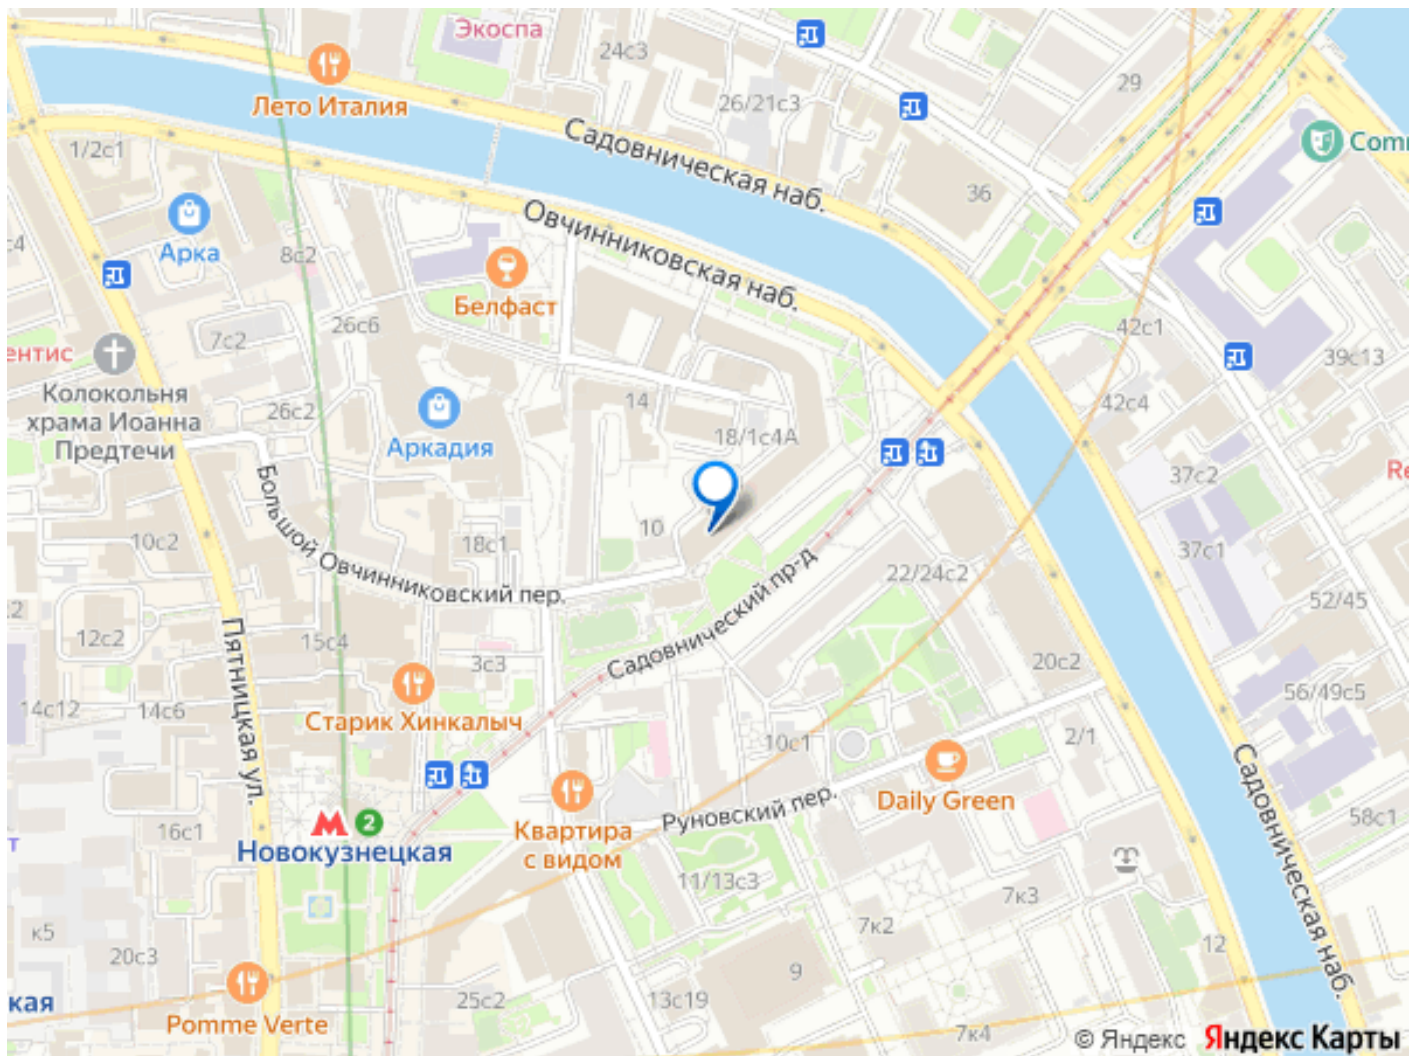 Экоспа
24с3
29
Лето Италия
26/21с3
Садовническая наб.
Com
1/2с1
36
Овчинниковская наб.
с4
Арка
8с2
Белфаст
42с1
26с6
7с2
39с13
ентис
Колокольня
храма Иоанна
Предтечи
26с2
14
42с4
Аркадия
18/1с4А
37с2
Re
Большой Овчинниковский пер.
10с2
18с1
10
37с1
22/24с2
Садовнический пр-д
52/45
с2
12с2
15с4
Пятницкая ул.
3с3
20с2
56/49с5
14с12
14с6
Старик Хинкалыч
10с1
2/1
Садовническая наб.
Daily Green
Руновский пер.
2
16с1
Новокузнецкая
Квартира
с видом
58с1
т
11/13с3
7к3
7к2
к5
20с3
12
9
кая
25с2
13с19
Pomme Verte
7к4
© Яндекс Яндекс Карты